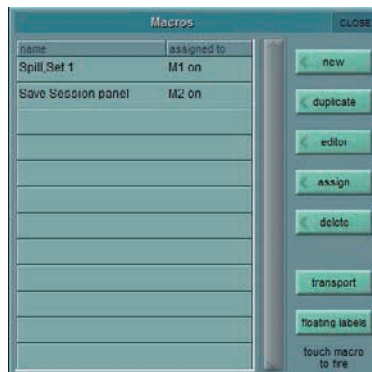 Macros CLOSE
name assigned to
Spill,Set 1 M1 on
Save Session panel M2 on
new
duplicate
editor
assign
delete
transport
floating labels
touch macro
to fire